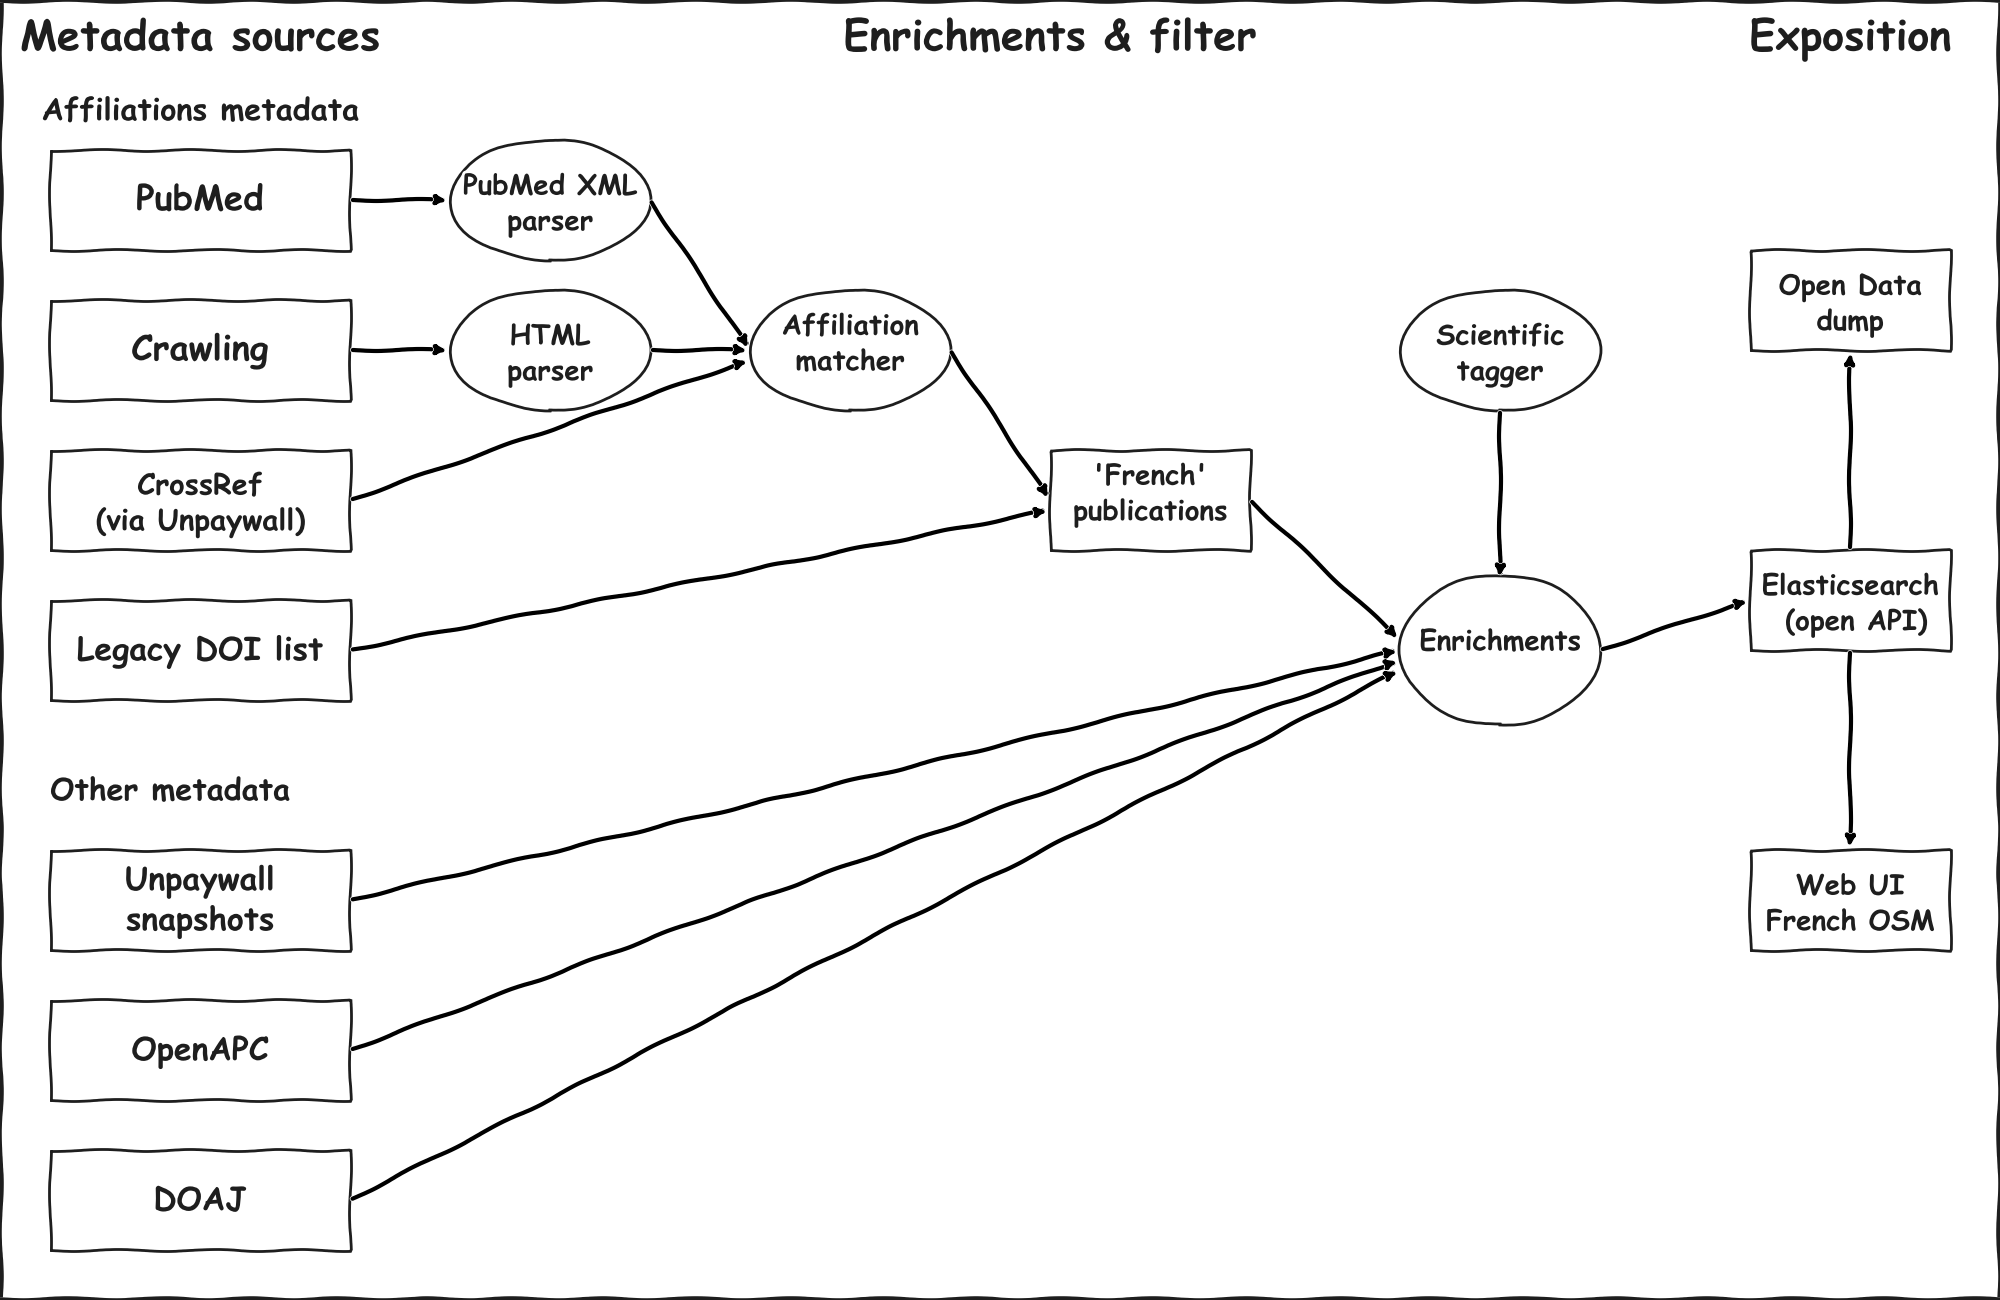 Metadata sources
Enrichments & filter
Exposition
Affiliations metadata
PubMed
PubMed XML
parser
Crawling
HTML
parser
Affiliation
matcher
Scientific
tagger
Open Data
dump
CrossRef
(via Unpaywall)
'French'
publications
Legacy DOI list
Enrichments
Elasticsearch
(open API)
Other metadata
Unpaywall
snapshots
Web UI
French OSM
OpenAPC
DOAJ